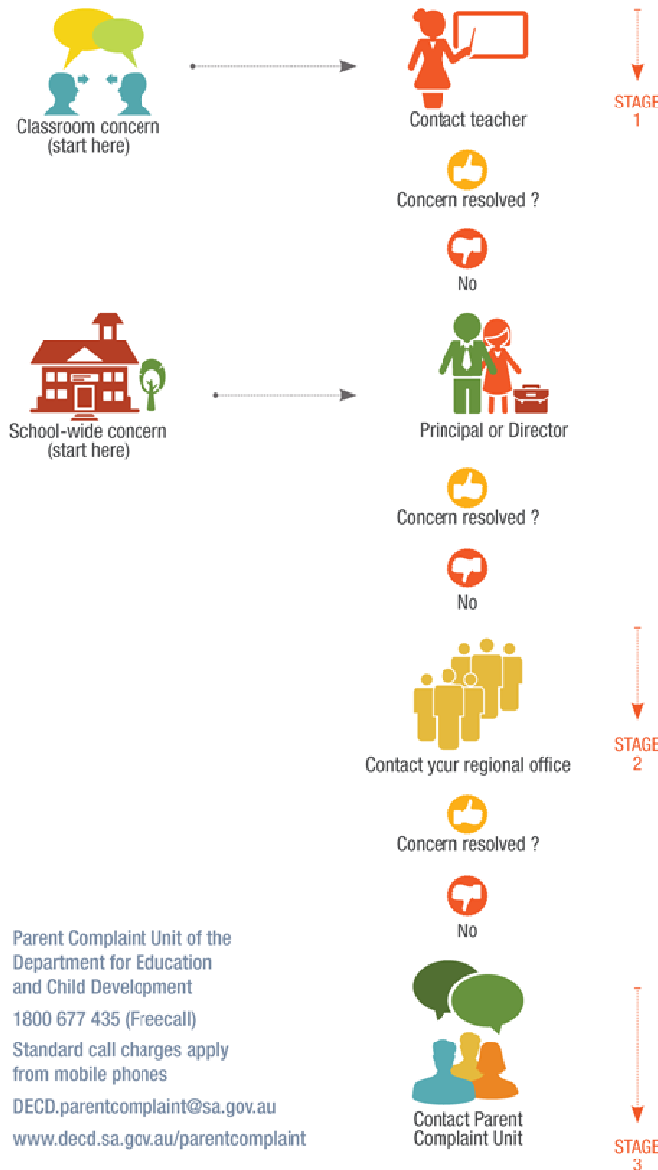 Classroom concern
(start here)
Contact teacher
STAGE
1
Concern resolved ?
No
School-wide concern
(start here)
Principal or Director
Concern resolved ?
No
Contact your regional office
STAGE
2
Concern resolved ?
No
Parent Complaint Unit of the
Department for Education
and Child Development
1800 677 435 (Freecall)
Standard call charges apply
from mobile phones
DECD.parentcomplaint@sa.gov.au
www.decd.sa.gov.au/parentcomplaint
Contact Parent
Complaint Unit
STAGE
3